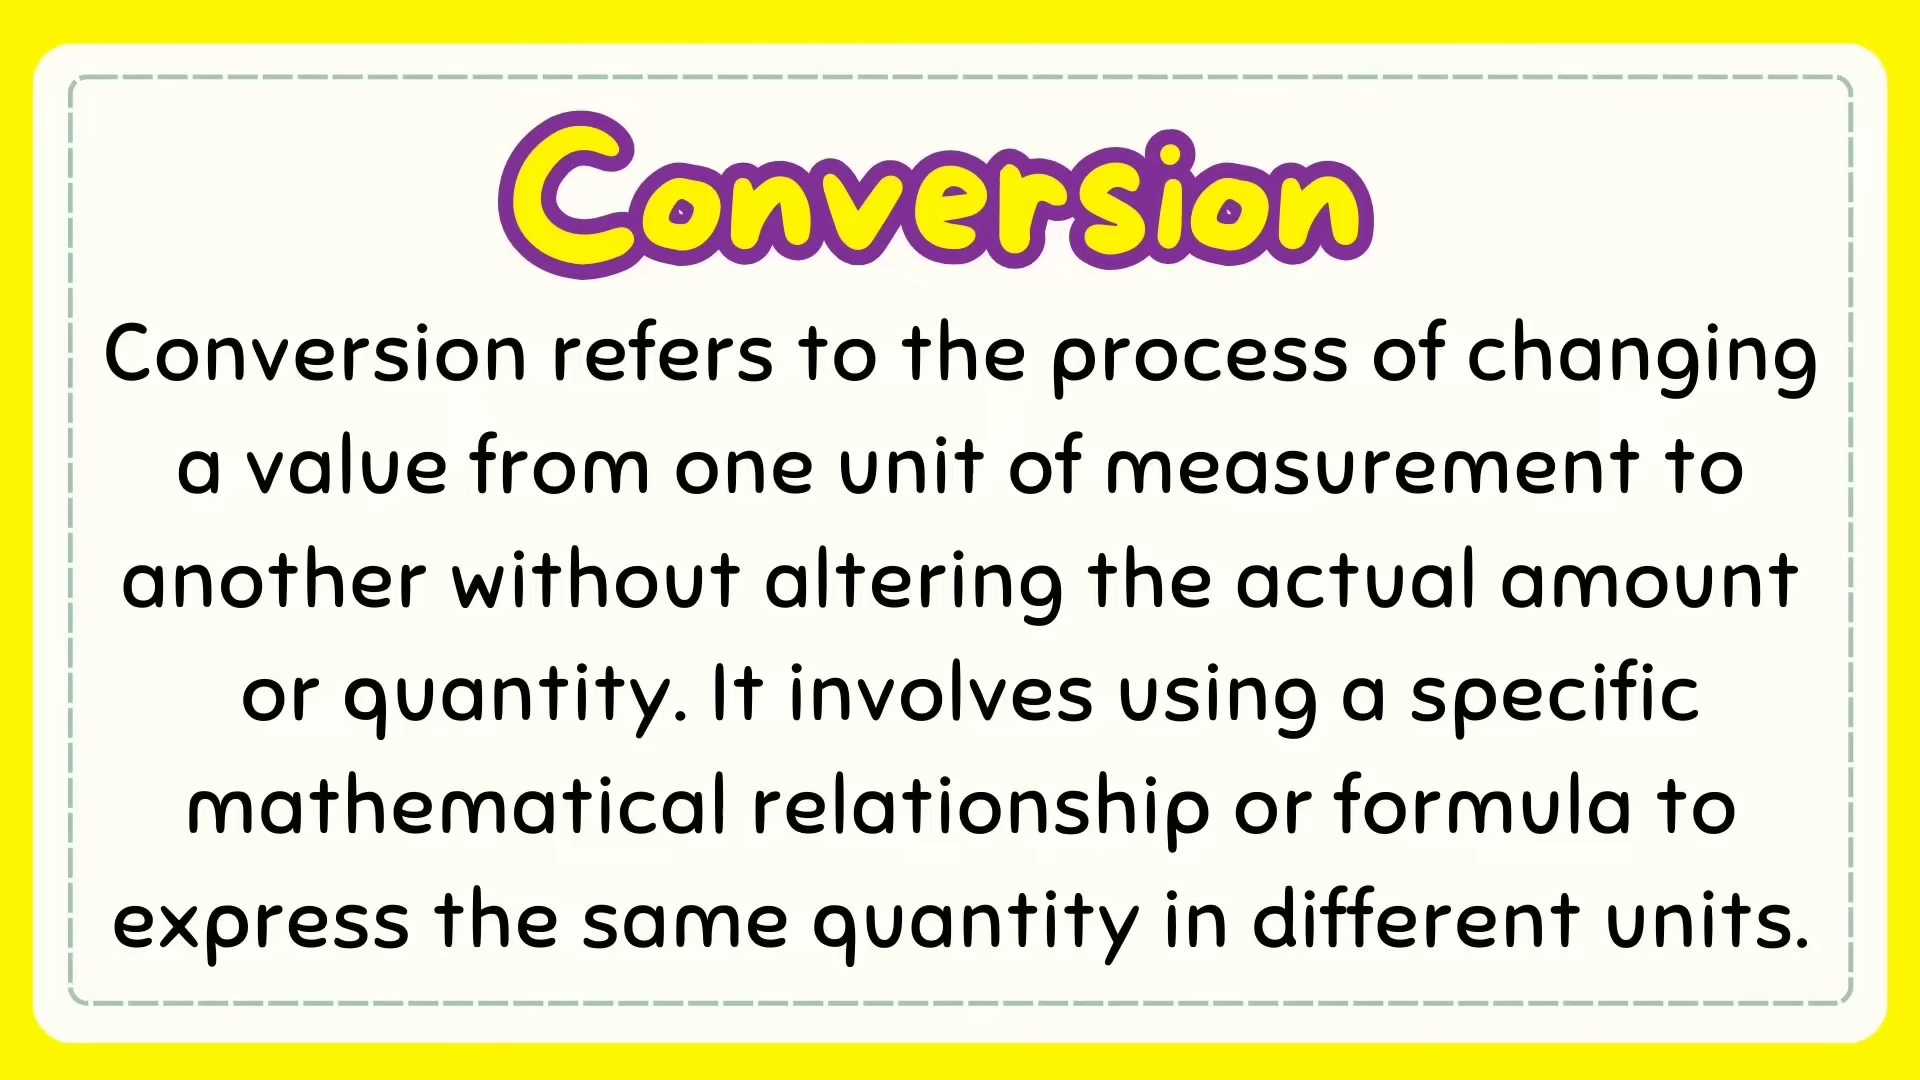 Conversion
Conversion refers to the process of changing
a value from one unit of measurement to
another without altering the actual amount
or quantity. It involves using a specific
mathematical relationship or formula to
express the same quantity in different units.